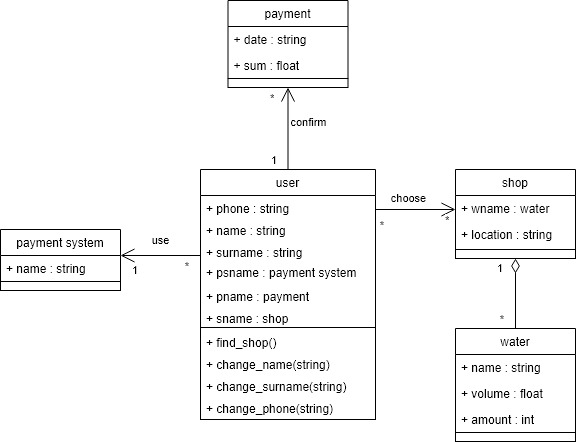 payment
+ date : string
+ sum : float
*
confirm
1
user
+ phone : string
+ name : string
+ surname : string
+ psname : payment system
+ pname : payment
+ sname : shop
+ find_shop()
+ change_name(string)
+ change_surname(string)
+ change_phone(string)
choose
*
*
shop
+ wname : water
+ location : string
1
*
water
+ name : string
+ volume : float
+ amount : int
use
1
*
payment system
+ name : string